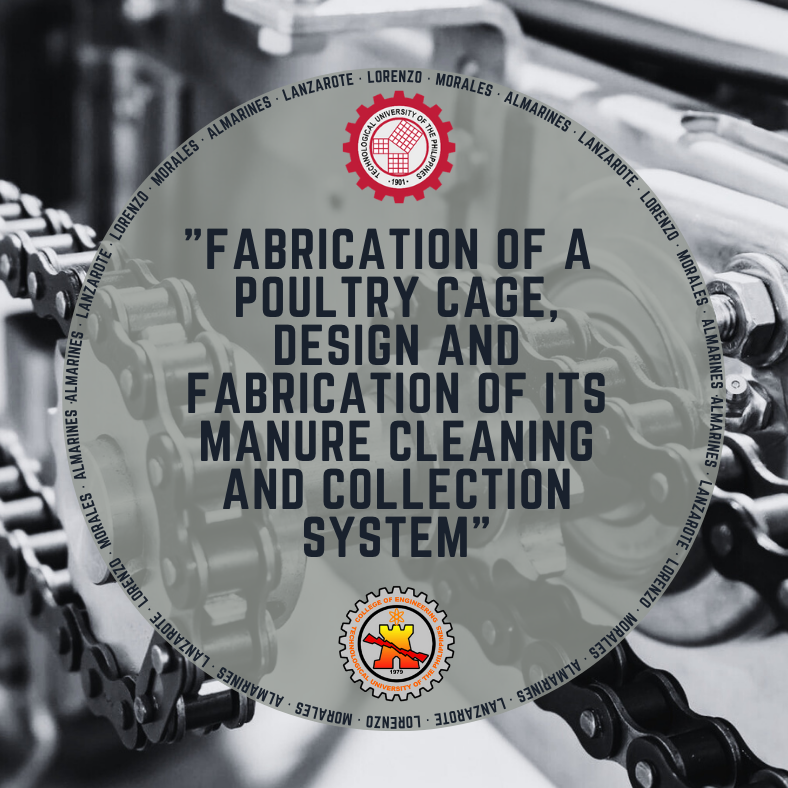 LANZAROTE · LORENZO · MORALES · ALMARINES · LANZAROTE · LORENZO · MORALES · ALMARINES · LANZAROTE · LORENZO · MORALES · ALMARINES · LANZAROTE · LORENZO · MORALES · ALMARINES · LANZAROTE · LORENZO · MORALES · ALMARINES · LANZAROTE · LORENZO · MORALES · ALMARINES ·
TECHNOLOGICAL UNIVERSITY OF THE PHILIPPINES
· 1901 ·
"FABRICATION OF A
POULTRY CAGE,
DESIGN AND
FABRICATION OF ITS
MANURE CLEANING
AND COLLECTION
SYSTEM"
COLLEGE OF ENGINEERING
TECHNOLOGICAL UNIVERSITY OF THE PHILIPPINES
1979